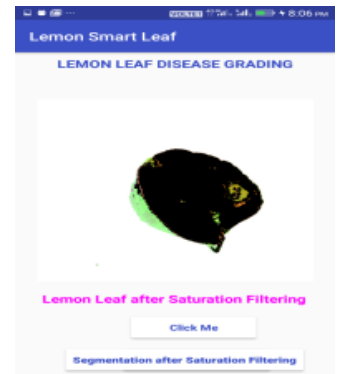 8:06 PM
Lemon Smart Leaf
LEMON LEAF DISEASE GRADING
Lemon Leaf after Saturation Filtering
Click Me
Segmentation after Saturation Filtering